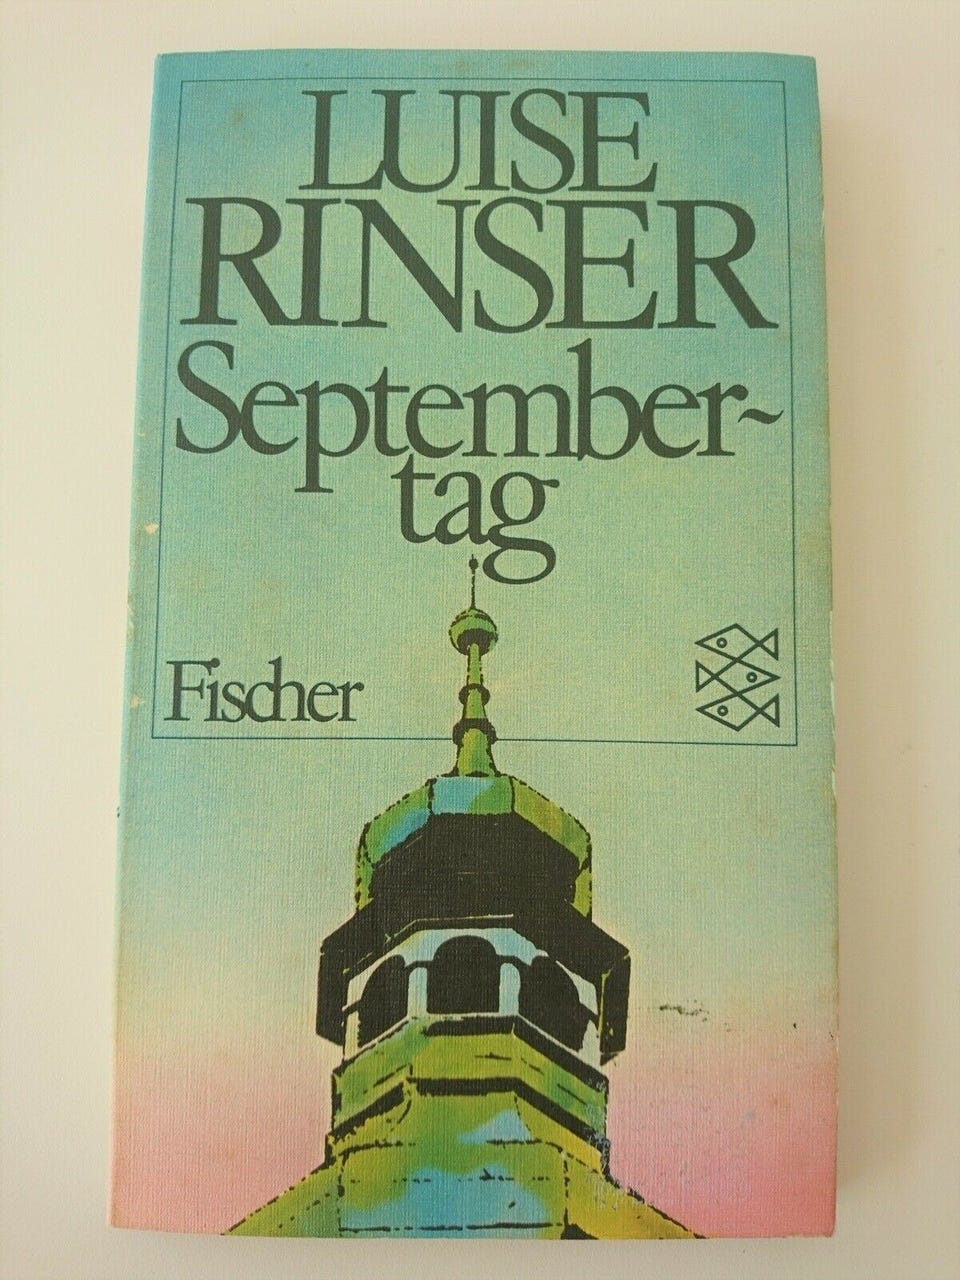 LUISE
RINSER
September-
tag
Fischer